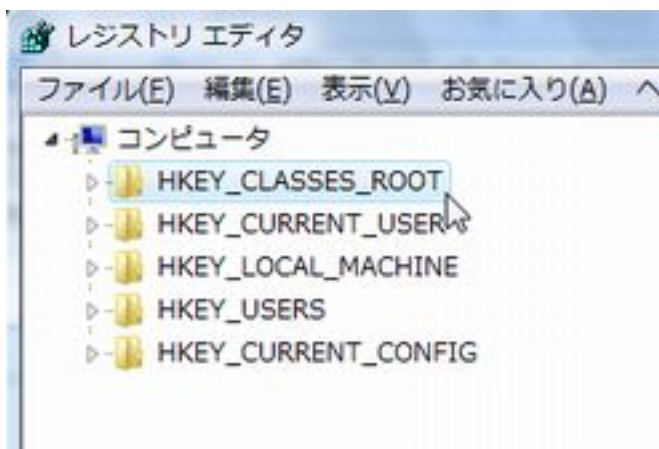 レジストリ エディタ
ファイル(F) 編集(E) 表示(V) お気に入り(A) ヘ
コンピュータ
HKEY_CLASSES_ROOT
HKEY_CURRENT_USER
HKEY_LOCAL_MACHINE
HKEY_USERS
HKEY_CURRENT_CONFIG